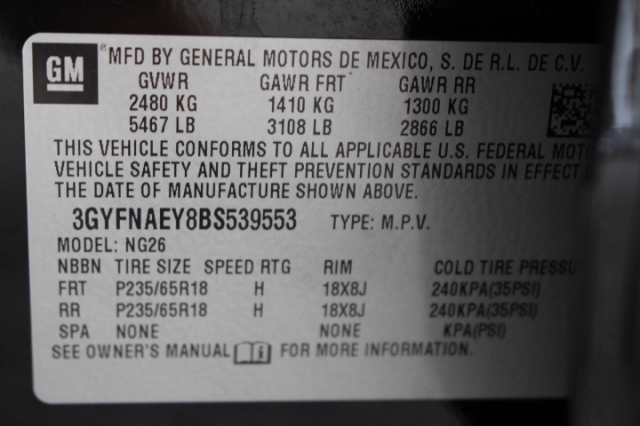 GM
MFD BY GENERAL MOTORS DE MEXICO, S. DE R.L. DE C.V.
GVWR GAWR FRT GAWR RR
2480 KG 1410 KG 1300 KG
5467 LB 3108 LB 2866 LB
THIS VEHICLE CONFORMS TO ALL APPLICABLE U.S. FEDERAL MOTO
VEHICLE SAFETY AND THEFT PREVENTION STANDARDS IN EFFECT
THE DATE OF MANUFACTURE SHOWN ABOVE.
3GYFNAEY8BS539553 TYPE: M.P.V.
MODEL: NG26
NBBN TIRE SIZE SPEED RTG RIM COLD TIRE PRESSU
FRT P235/65R18 H 18X8J 240KPA(35PSI)
RR P235/65R18 H 18X8J 240KPA(35PSI)
SPA NONE NONE KPA(PSI)
SEE OWNER'S MANUAL FOR MORE INFORMATION.